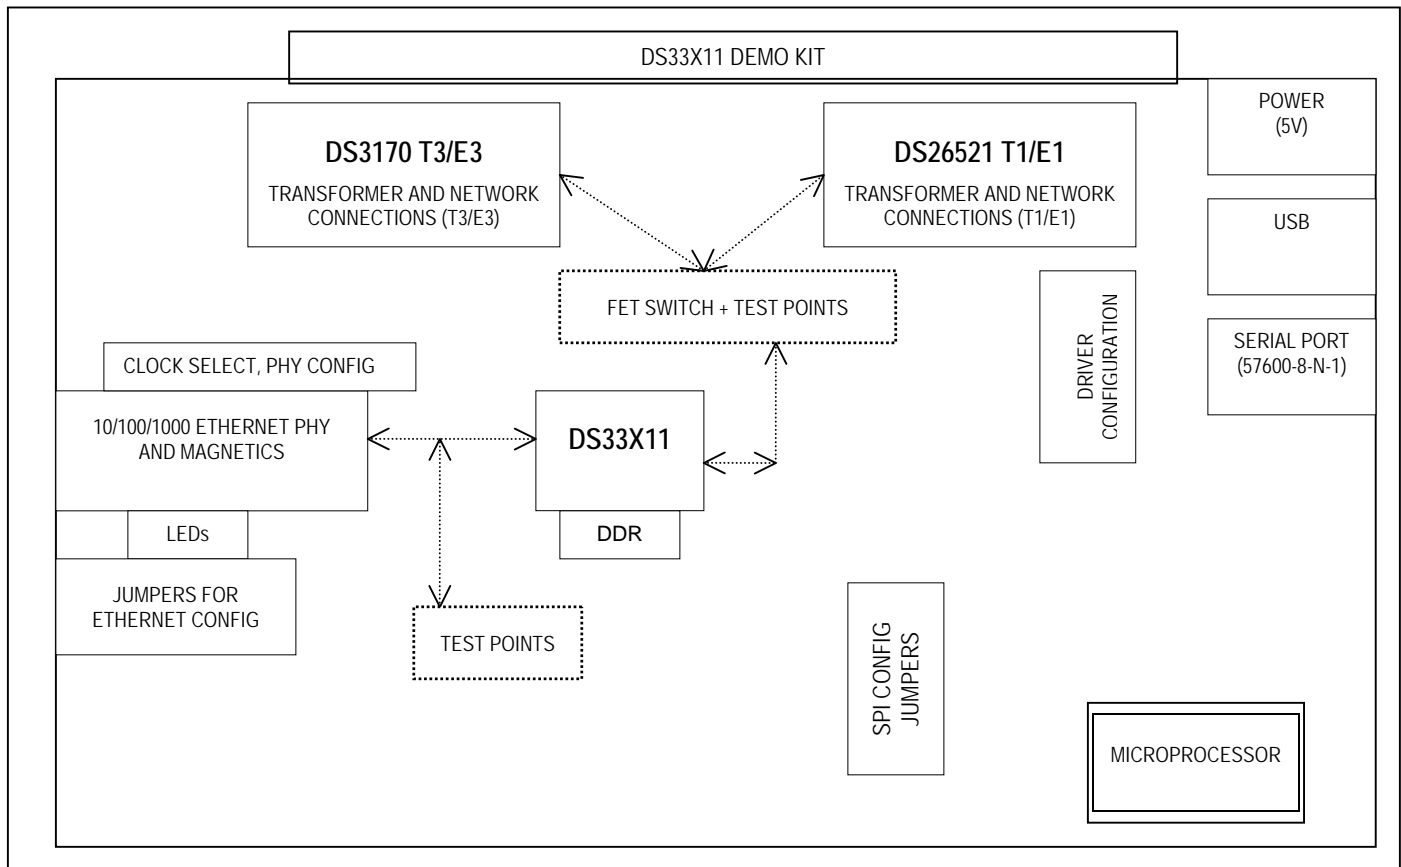 DS33X11 DEMO KIT
DS3170 T3/E3
TRANSFORMER AND NETWORK
CONNECTIONS (T3/E3)
DS26521 T1/E1
TRANSFORMER AND NETWORK
CONNECTIONS (T1/E1)
POWER
(5V)
USB
SERIAL PORT
(57600-8-N-1)
FET SWITCH + TEST POINTS
DRIVER
CONFIGURATION
CLOCK SELECT, PHY CONFIG
10/100/1000 ETHERNET PHY
AND MAGNETICS
DS33X11
LEDs
DDR
JUMPERS FOR
ETHERNET CONFIG
TEST POINTS
SPI CONFIG
JUMPERS
MICROPROCESSOR